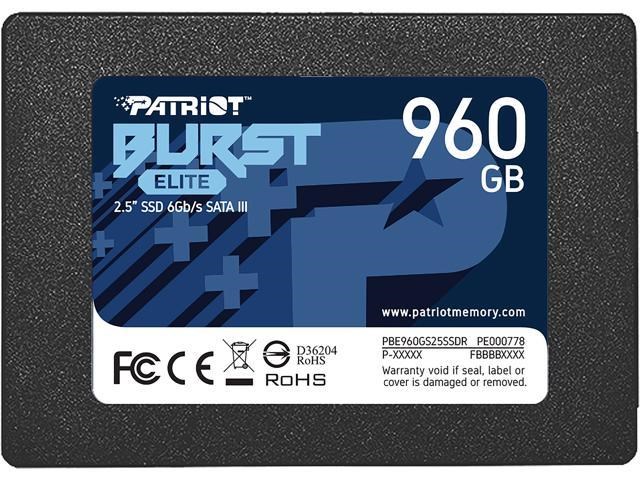 PATRIOT™
BURST
ELITE
2.5" SSD 6Gb/s SATA III
960
GB
www.patriotmemory.com
PBE960GS25SSDR PE000778
P-XXXXX FBBBBXXXX
Warranty void if seal, label or
cover is damaged or removed.
FC CE
D36204
RoHS
RoHS